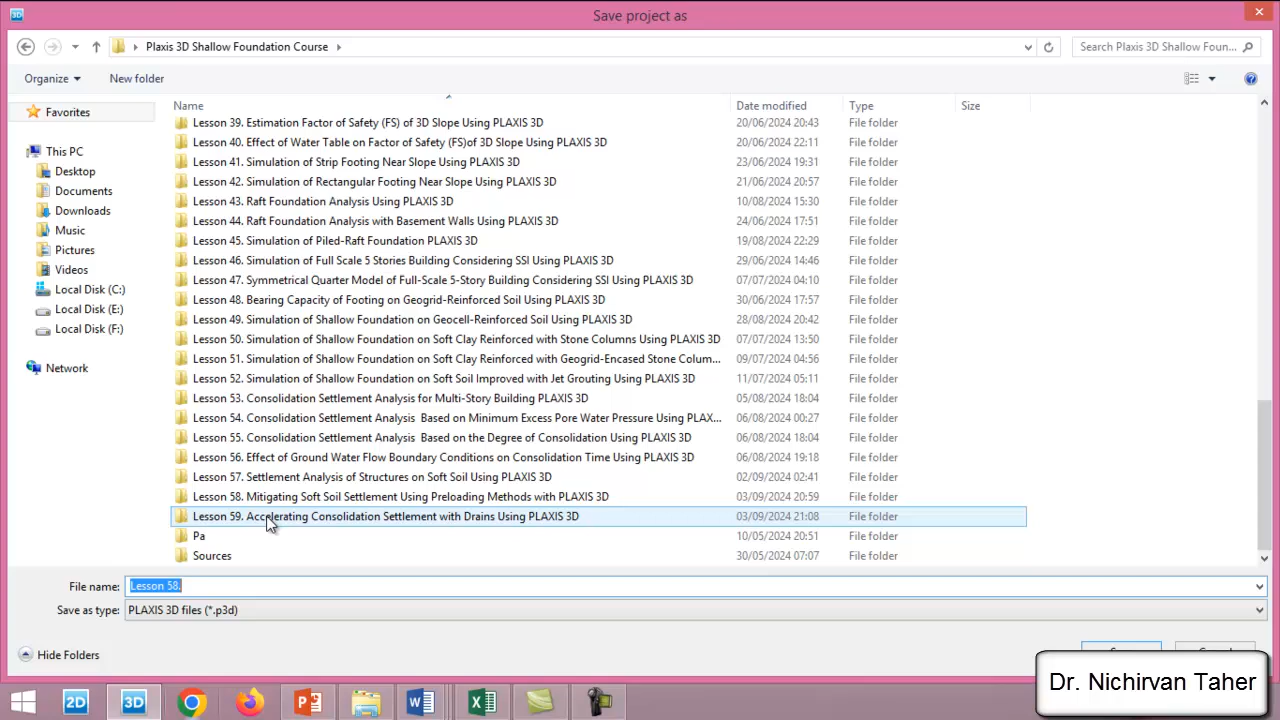 3D
Save project as
Plaxis 3D Shallow Foundation Course
Search Plaxis 3D Shallow Foun...
Organize
New folder
Favorites
This PC
Desktop
Documents
Downloads
Music
Pictures
Videos
Local Disk (C:)
Local Disk (E:)
Local Disk (F:)
Network
Name Date modified Type Size
Lesson 39. Estimation Factor of Safety (FS) of 3D Slope Using PLAXIS 3D 20/06/2024 20:43 File folder
Lesson 40. Effect of Water Table on Factor of Safety (FS)of 3D Slope Using PLAXIS 3D 20/06/2024 22:11 File folder
Lesson 41. Simulation of Strip Footing Near Slope Using PLAXIS 3D 23/06/2024 19:31 File folder
Lesson 42. Simulation of Rectangular Footing Near Slope Using PLAXIS 3D 21/06/2024 20:57 File folder
Lesson 43. Raft Foundation Analysis Using PLAXIS 3D 10/08/2024 15:30 File folder
Lesson 44. Raft Foundation Analysis with Basement Walls Using PLAXIS 3D 24/06/2024 17:51 File folder
Lesson 45. Simulation of Piled-Raft Foundation PLAXIS 3D 19/08/2024 22:29 File folder
Lesson 46. Simulation of Full Scale 5 Stories Building Considering SSI Using PLAXIS 3D 29/06/2024 14:46 File folder
Lesson 47. Symmetrical Quarter Model of Full-Scale 5-Story Building Considering SSI Using PLAXIS 3D 07/07/2024 04:10 File folder
Lesson 48. Bearing Capacity of Footing on Geogrid-Reinforced Soil Using PLAXIS 3D 30/06/2024 17:57 File folder
Lesson 49. Simulation of Shallow Foundation on Geocell-Reinforced Soil Using PLAXIS 3D 28/08/2024 20:42 File folder
Lesson 50. Simulation of Shallow Foundation on Soft Clay Reinforced with Stone Columns Using PLAXIS 3D 07/07/2024 13:50 File folder
Lesson 51. Simulation of Shallow Foundation on Soft Clay Reinforced with Geogrid-Encased Stone Colum... 09/07/2024 04:56 File folder
Lesson 52. Simulation of Shallow Foundation on Soft Soil Improved with Jet Grouting Using PLAXIS 3D 11/07/2024 05:11 File folder
Lesson 53. Consolidation Settlement Analysis for Multi-Story Building PLAXIS 3D 05/08/2024 18:04 File folder
Lesson 54. Consolidation Settlement Analysis Based on Minimum Excess Pore Water Pressure Using PLAX... 06/08/2024 00:27 File folder
Lesson 55. Consolidation Settlement Analysis Based on the Degree of Consolidation Using PLAXIS 3D 06/08/2024 18:04 File folder
Lesson 56. Effect of Ground Water Flow Boundary Conditions on Consolidation Time Using PLAXIS 3D 06/08/2024 19:18 File folder
Lesson 57. Settlement Analysis of Structures on Soft Soil Using PLAXIS 3D 02/09/2024 02:41 File folder
Lesson 58. Mitigating Soft Soil Settlement Using Preloading Methods with PLAXIS 3D 03/09/2024 20:59 File folder
Lesson 59. Accelerating Consolidation Settlement with Drains Using PLAXIS 3D 03/09/2024 21:08 File folder
Pa 10/05/2024 20:51 File folder
Sources 30/05/2024 07:07 File folder
File name: Lesson 58.
Save as type: PLAXIS 3D files (*.p3d)
Hide Folders
Dr. Nichirvan Taher
2D 3D